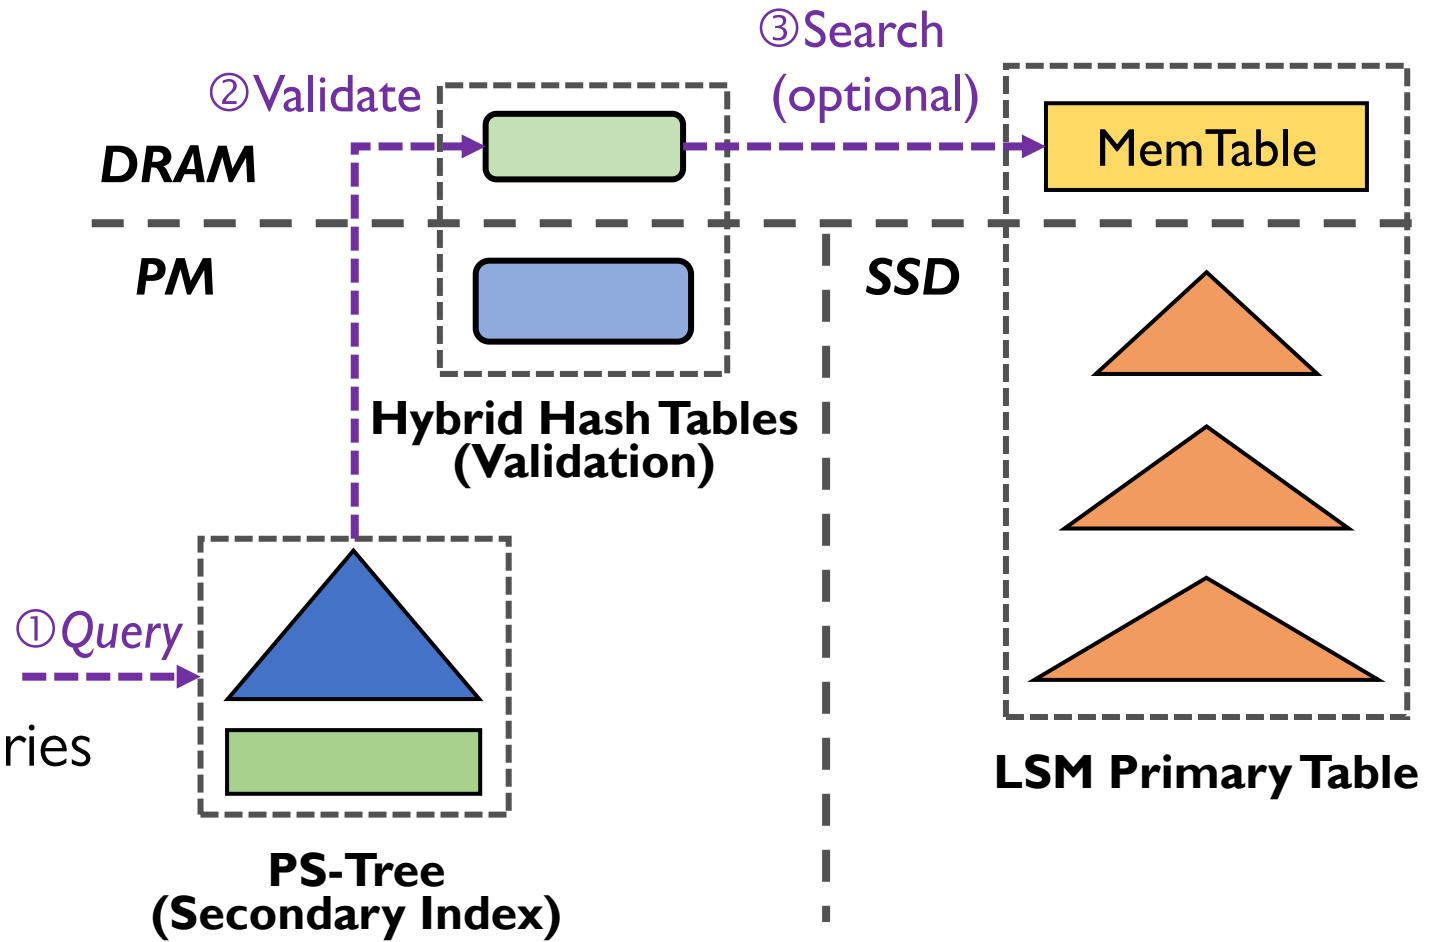 ③Search
(optional)
②Validate
MemTable
DRAM
PM
SSD
Hybrid Hash Tables
(Validation)
①Query
ries
LSM Primary Table
PS-Tree
(Secondary Index)